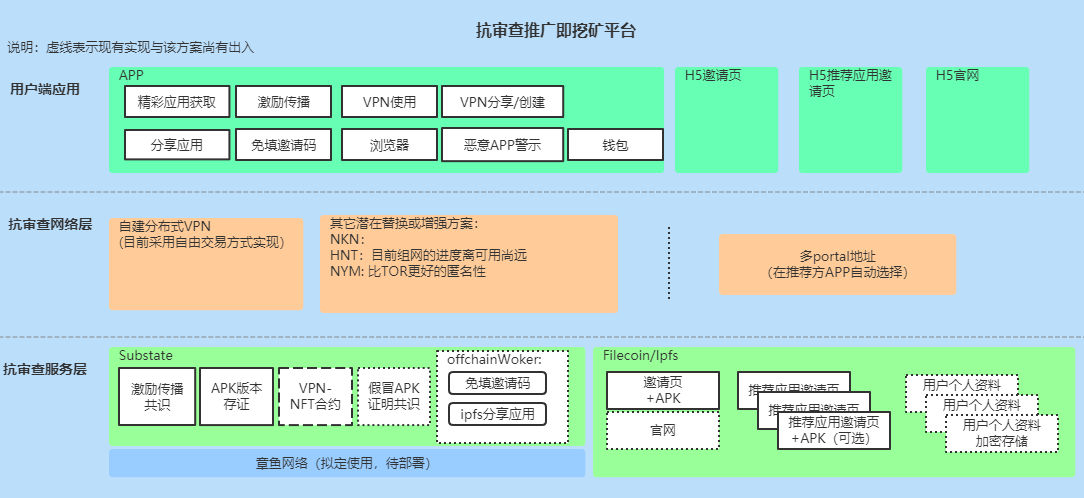 抗审查推广即挖矿平台
说明：虚线表示现有实现与该方案尚有出入
用户端应用
APP
精彩应用获取
激励传播
VPN使用
VPN分享/创建
分享应用
免填邀请码
浏览器
恶意APP警示
钱包
H5邀请页
H5推荐应用邀
请页
H5官网
抗审查网络层
自建分布式VPN
(目前采用自由交易方式实现)
其它潜在替换或增强方案：
NKN：
HNT：目前组网的进度离可用尚远
NYM: 比TOR更好的匿名性
多portal地址
（在推荐方APP自动选择）
抗审查服务层
Substate
激励传播
共识
APK版本
存证
VPN-
NFT合约
假冒APK
证明共识
offchainWoker:
免填邀请码
ipfs分享应用
章鱼网络（拟定使用，待部署）
Filecoin/Ipfs
邀请页
+APK
官网
推荐应用邀请页
推荐应用邀请页
推荐应用邀请页
+APK（可选）
用户个人资料
用户个人资料
用户个人资料
加密存储